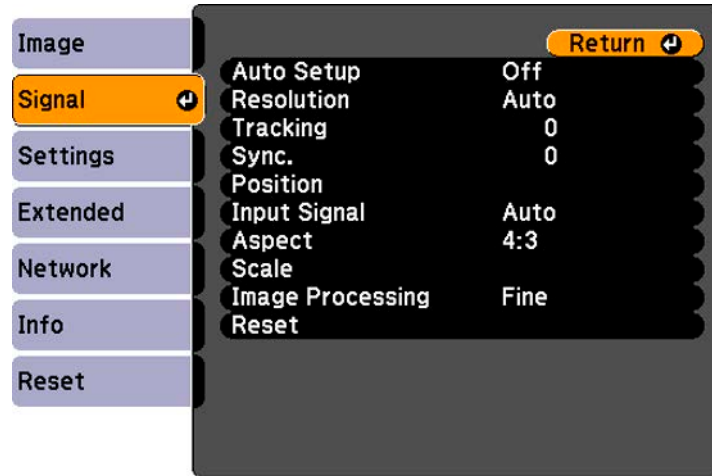 Image
Signal
Settings
Extended
Network
Info
Reset
Return
Auto Setup Off
Resolution Auto
Tracking 0
Sync. 0
Position
Input Signal Auto
Aspect 4:3
Scale
Image Processing Fine
Reset